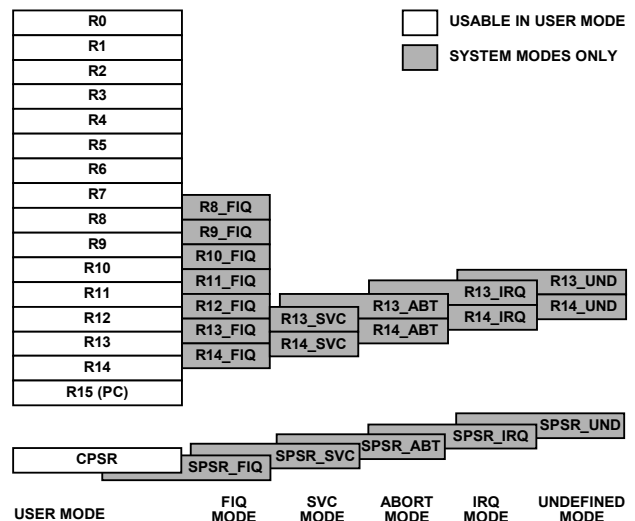 R0
R1
R2
R3
R4
R5
R6
R7
R8
R9
R10
R11
R12
R13
R14
R15 (PC)
R8_FIQ
R9_FIQ
R10_FIQ
R11_FIQ
R12_FIQ
R13_FIQ
R14_FIQ
R13_SVC
R14_SVC
R13_ABT
R14_ABT
R13_IRQ
R14_IRQ
R13_UND
R14_UND
USABLE IN USER MODE
SYSTEM MODES ONLY
CPSR
SPSR_FIQ
SPSR_SVC
SPSR_ABT
SPSR_IRQ
SPSR_UND
USER MODE
FIQ
MODE
SVC
MODE
ABORT
MODE
IRQ
MODE
UNDEFINED
MODE